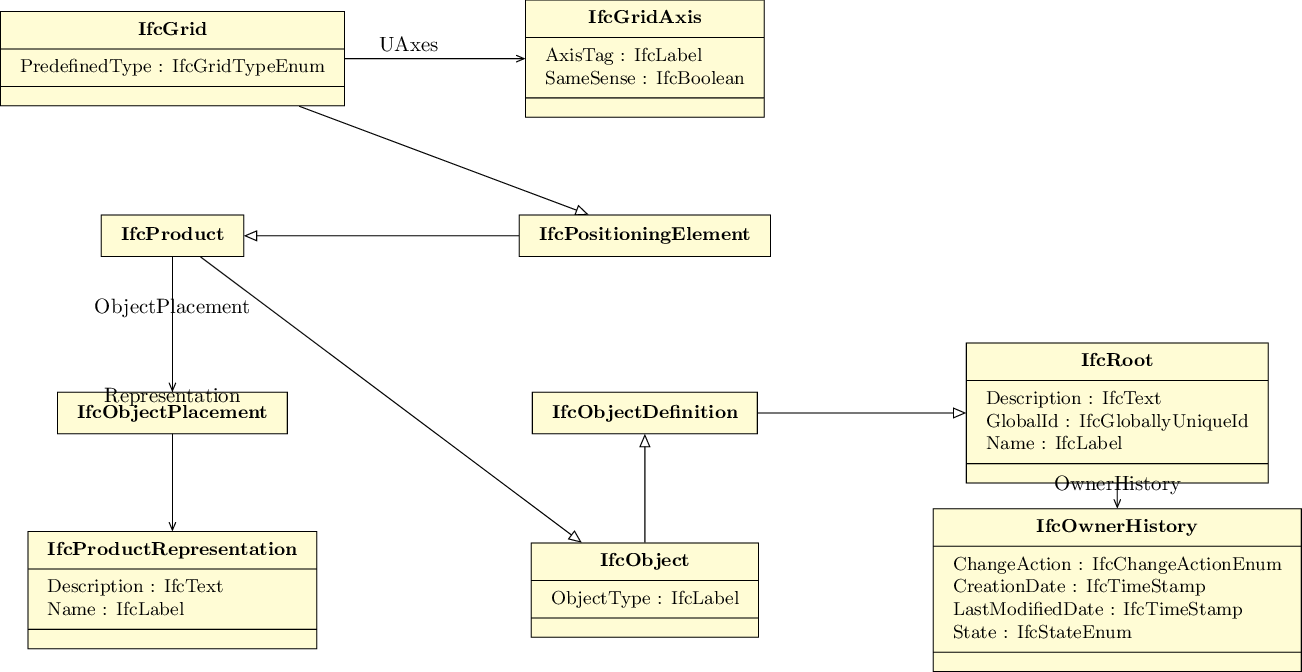 IfcGrid
PredefinedType : IfcGridTypeEnum
UAxes
IfcGridAxis
AxisTag : IfcLabel
SameSense : IfcBoolean
IfcProduct
IfcPositioningElement
ObjectPlacement
Representation
IfcObjectPlacement
IfcObjectDefinition
IfcRoot
Description : IfcText
GlobalId : IfcGloballyUniqueId
Name : IfcLabel
OwnerHistory
IfcProductRepresentation
Description : IfcText
Name : IfcLabel
IfcObject
ObjectType : IfcLabel
IfcOwnerHistory
ChangeAction : IfcChangeActionEnum
CreationDate : IfcTimeStamp
LastModifiedDate : IfcTimeStamp
State : IfcStateEnum